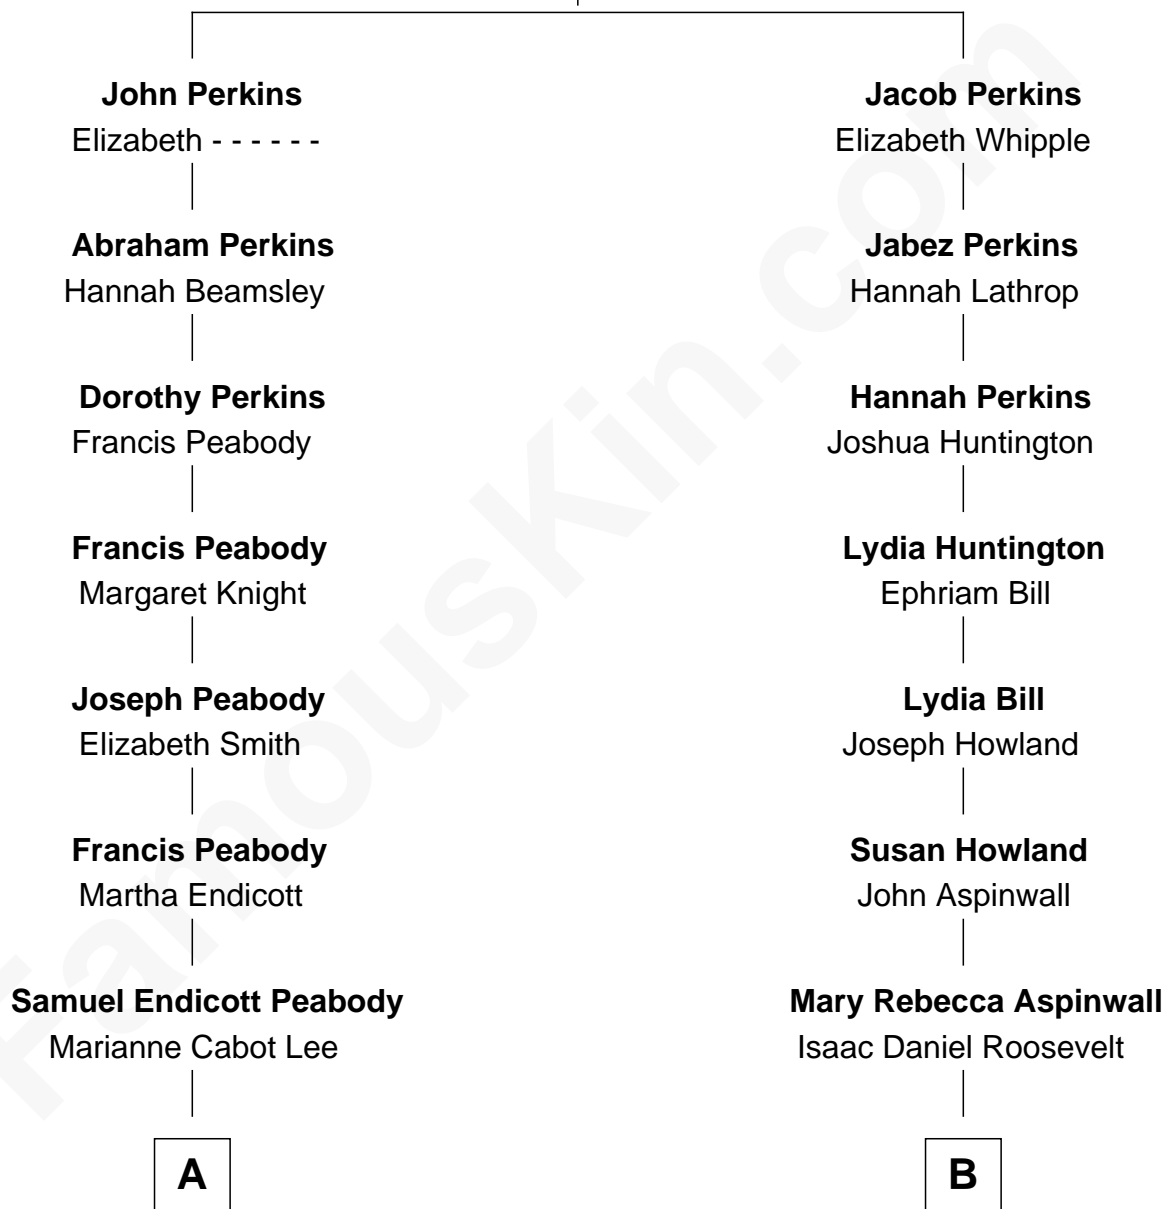 John Perkins
Elizabeth - - - - - -
Abraham Perkins
Hannah Beamsley
Dorothy Perkins
Francis Peabody
Francis Peabody
Margaret Knight
Joseph Peabody
Elizabeth Smith
Francis Peabody
Martha Endicott
Samuel Endicott Peabody
Marianne Cabot Lee
A
Jacob Perkins
Elizabeth Whipple
Jabez Perkins
Hannah Lathrop
Hannah Perkins
Joshua Huntington
Lydia Huntington
Ephriam Bill
Lydia Bill
Joseph Howland
Susan Howland
John Aspinwall
Mary Rebecca Aspinwall
Isaac Daniel Roosevelt
B
FamousKin.com